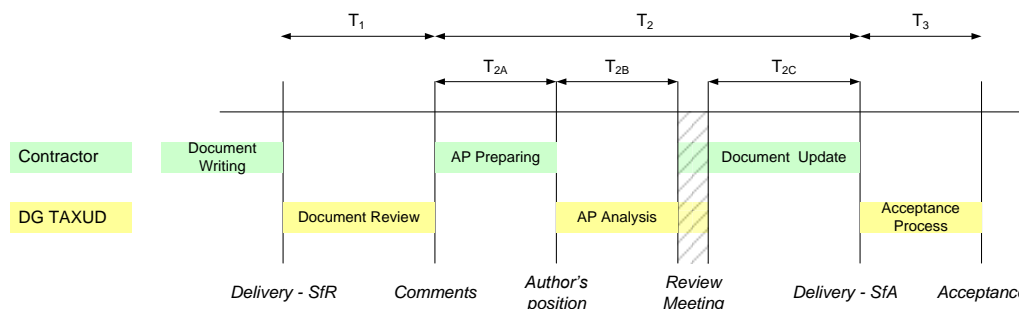 T1
T2
T3
T2A
T2B
T2C
Contractor
Document
Writing
AP Preparing
Document Update
DG TAXUD
Document Review
AP Analysis
Acceptance
Process
Delivery - SfR
Comments
Author's
position
Review
Meeting
Delivery - SfA
Acceptance